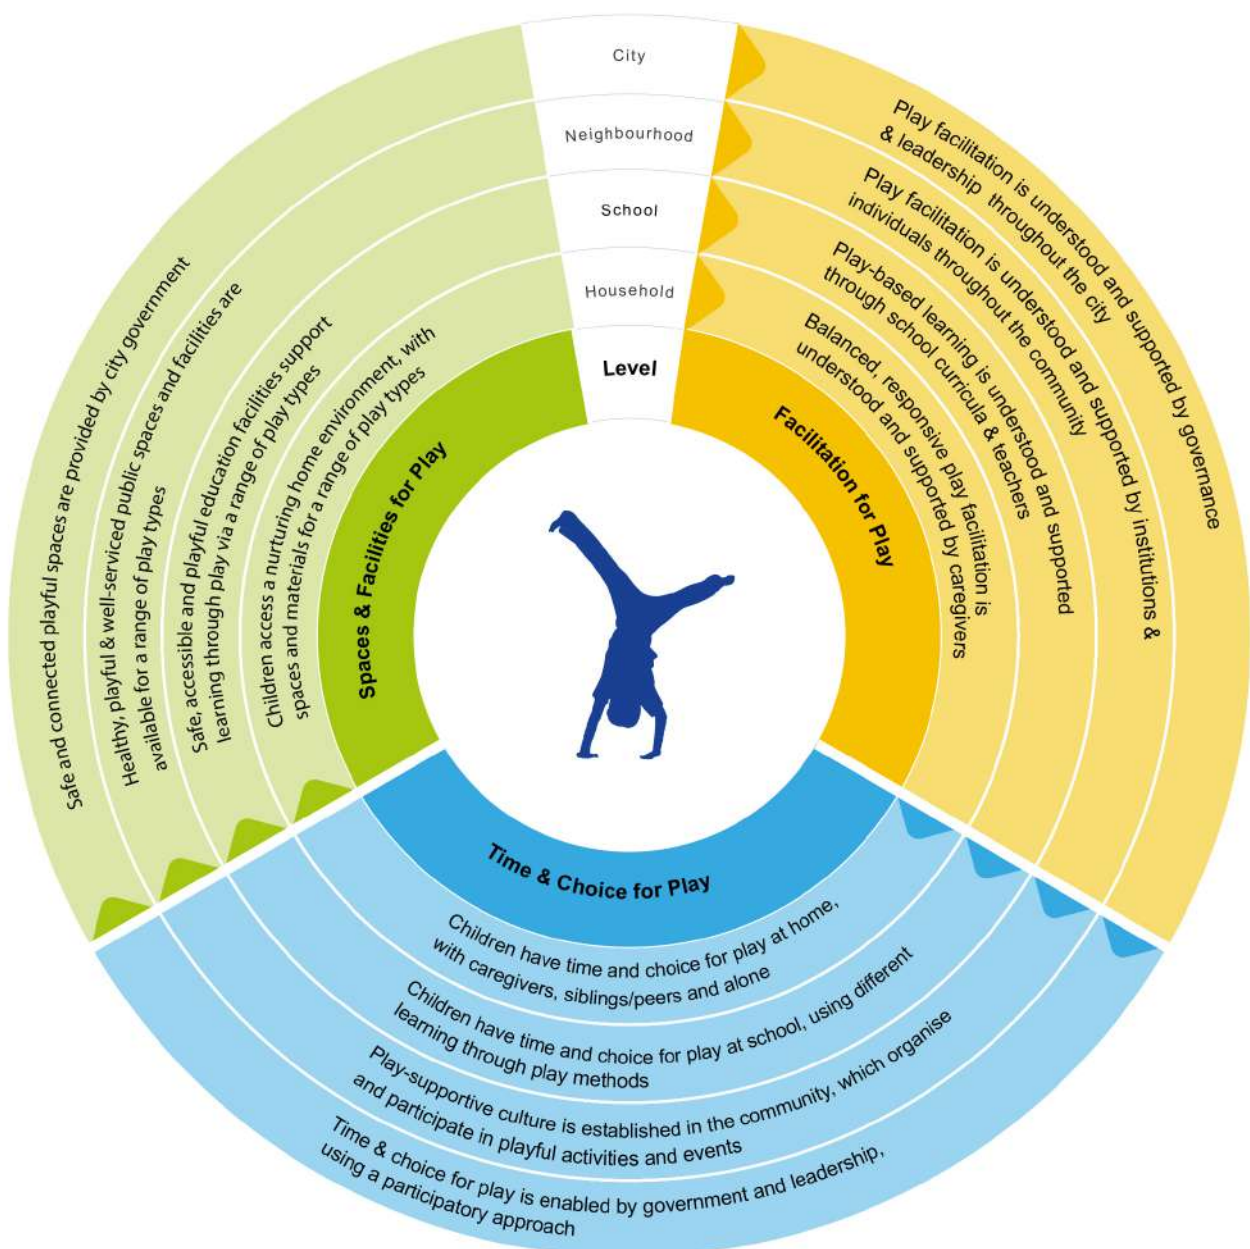 City
Neighbourhood
School
Household
Level
Facilitation for Play
Play facilitation is understood and supported by governance
& leadership throughout the city
Play facilitation is understood and supported by institutions &
individuals throughout the community
Play-based learning is understood and supported
through school curricula & teachers
Balanced, responsive play facilitation is
understood and supported by caregivers
Time & Choice for Play
Children have time and choice for play at home,
with caregivers, siblings/peers and alone
Children have time and choice for play at school, using different
learning through play methods
Play-supportive culture is established in the community, which organise
and participate in playful activities and events
Time & choice for play is enabled by government and leadership,
using a participatory approach
Spaces & Facilities for Play
Safe and connected playful spaces are provided by city government
Healthy, playful & well-serviced public spaces and facilities are
available for a range of play types
Safe, accessible and playful education facilities support
learning through play via a range of play types
Children access a nurturing home environment, with
spaces and materials for a range of play types